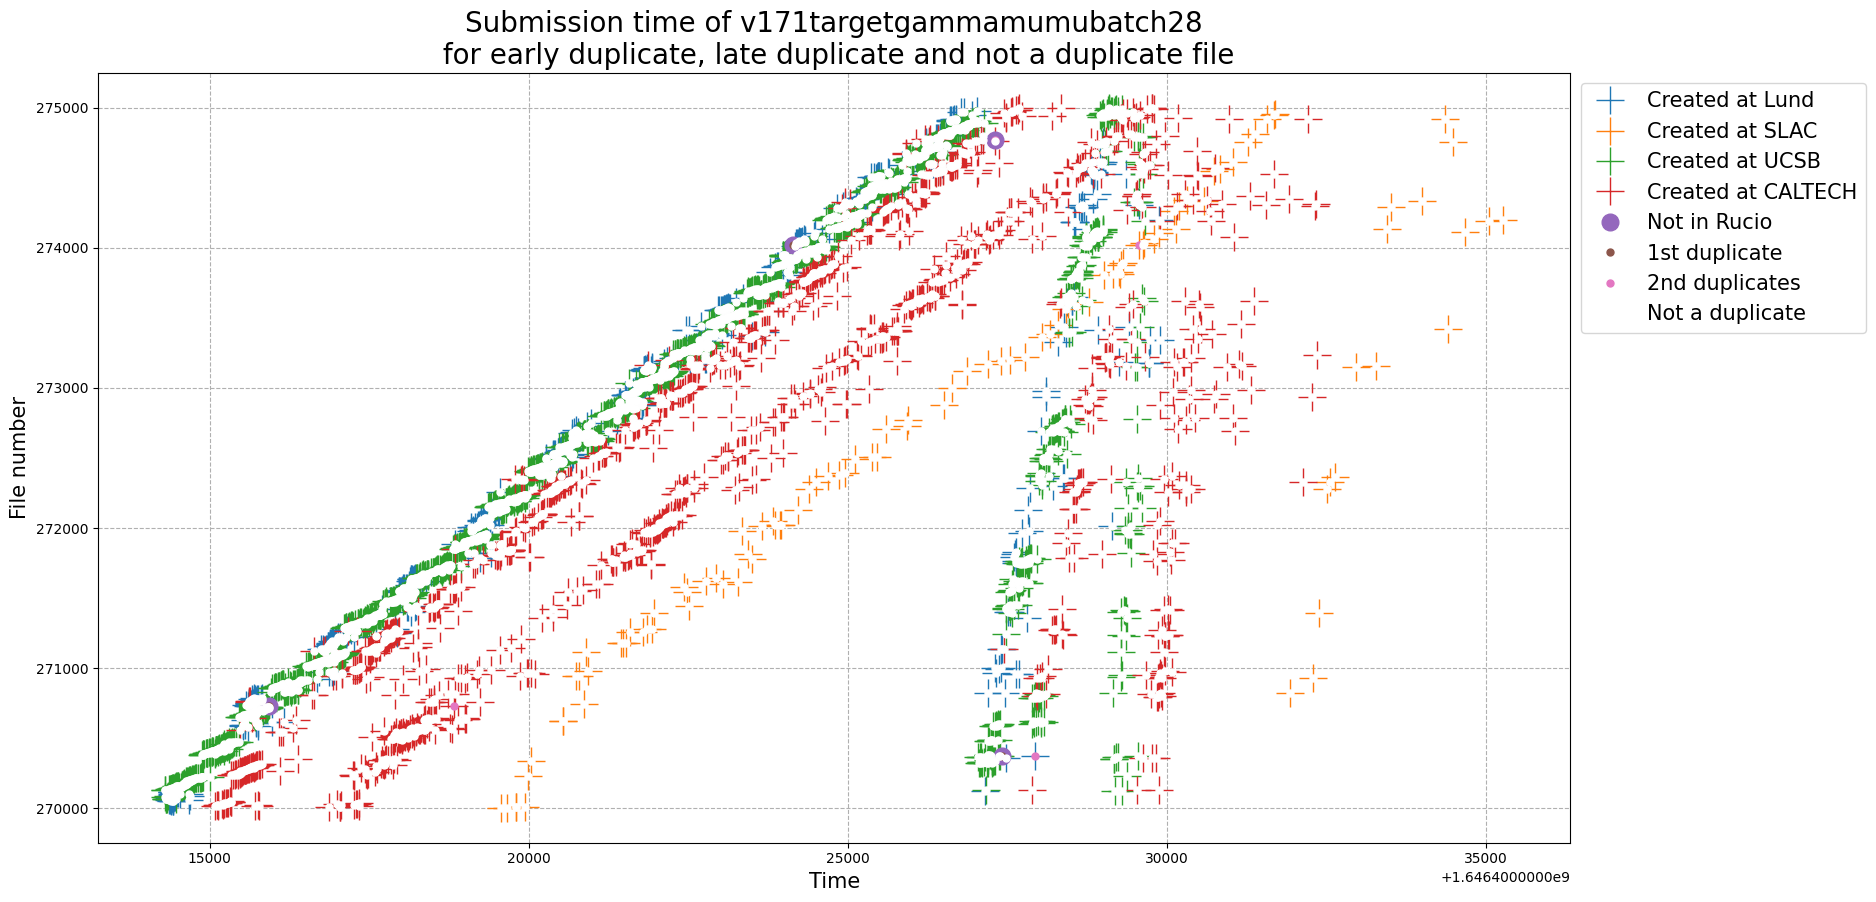 Submission time of v171targetgammamumubatch28
for early duplicate, late duplicate and not a duplicate file
275000
274000
273000
272000
271000
270000
File number
15000
20000
25000
30000
35000
Time
+1.6464000000e9
Created at Lund
Created at SLAC
Created at UCSB
Created at CALTECH
Not in Rucio
1st duplicate
2nd duplicates
Not a duplicate